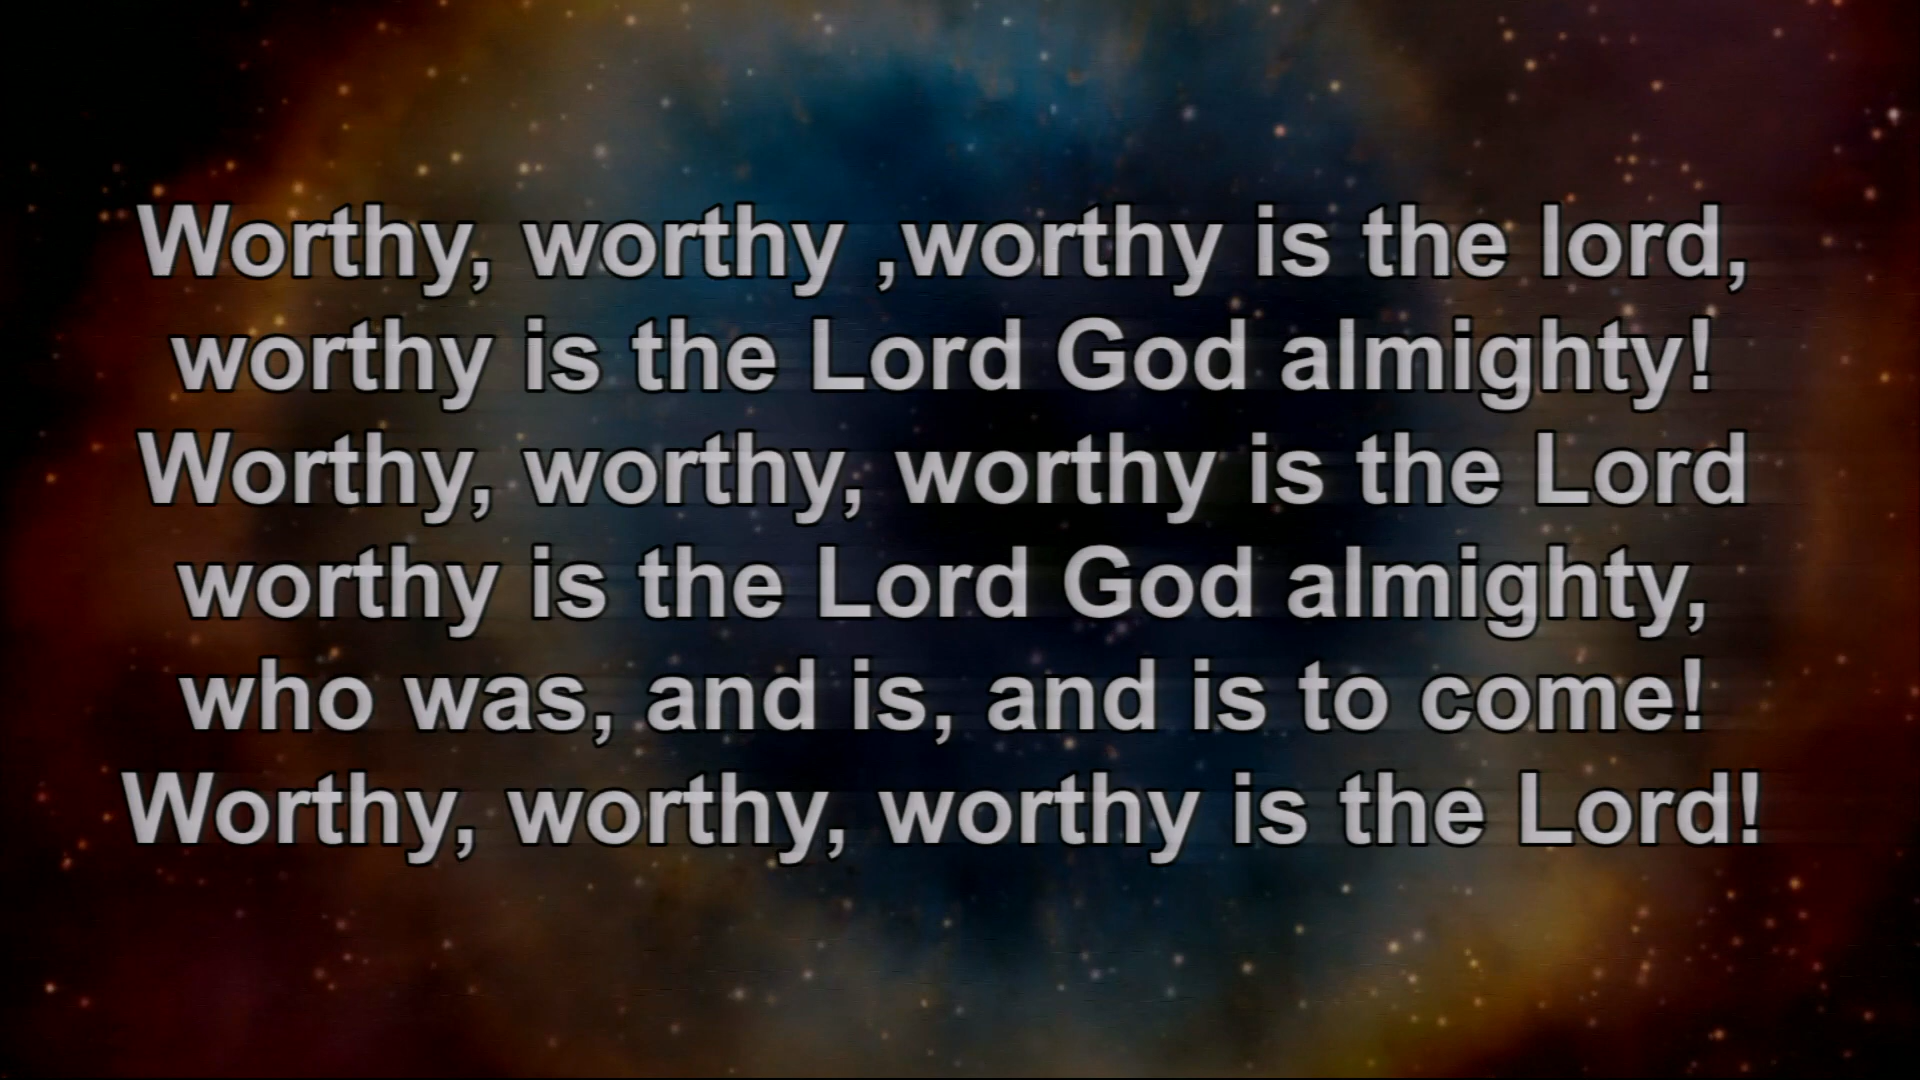 Worthy, worthy ,worthy is the lord,
worthy is the Lord God almighty!
Worthy, worthy, worthy is the Lord
worthy is the Lord God almighty,
who was, and is, and is to come!
Worthy, worthy, worthy is the Lord!